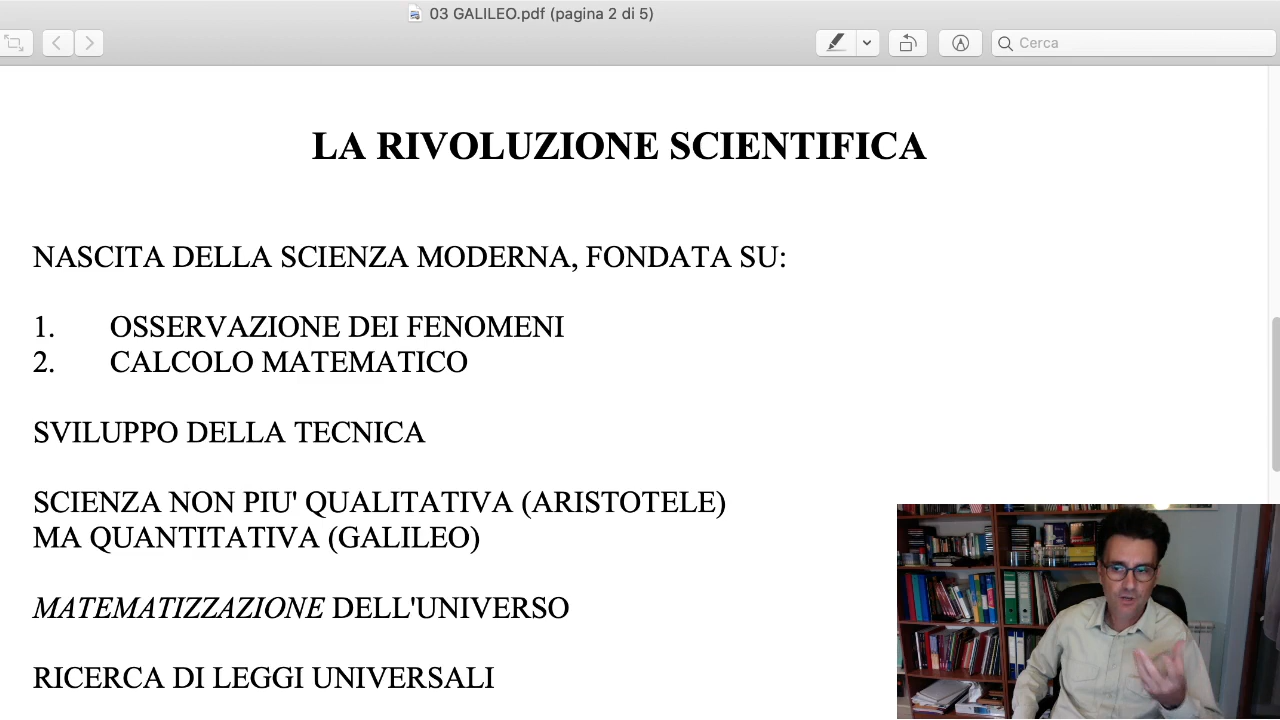 03 GALILEO.pdf (pagina 2 di 5)
Cerca
LA RIVOLUZIONE SCIENTIFICA
NASCITA DELLA SCIENZA MODERNA, FONDATA SU:
1. OSSERVAZIONE DEI FENOMENI
2. CALCOLO MATEMATICO
SVILUPPO DELLA TECNICA
SCIENZA NON PIU' QUALITATIVA (ARISTOTELE)
MA QUANTITATIVA (GALILEO)
MATEMATIZZAZIONE DELL'UNIVERSO
RICERCA DI LEGGI UNIVERSALI